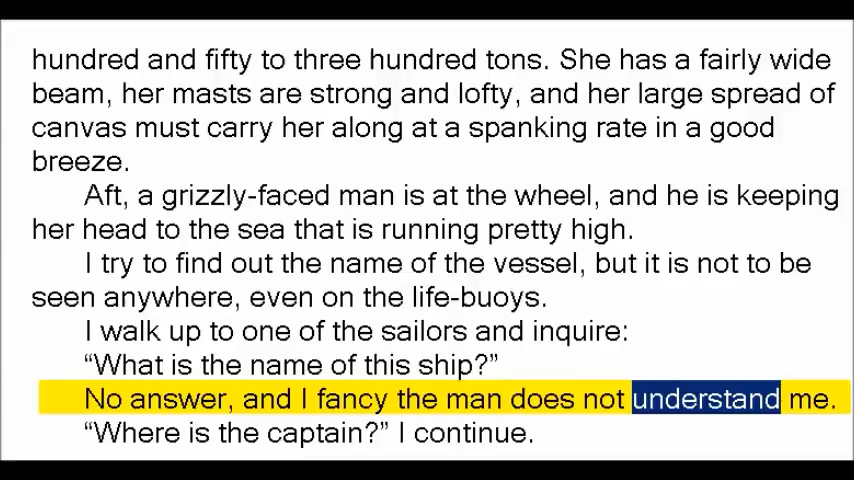 hundred and fifty to three hundred tons. She has a fairly wide
beam, her masts are strong and lofty, and her large spread of
canvas must carry her along at a spanking rate in a good
breeze.
Aft, a grizzly-faced man is at the wheel, and he is keeping
her head to the sea that is running pretty high.
I try to find out the name of the vessel, but it is not to be
seen anywhere, even on the life-buoys.
I walk up to one of the sailors and inquire:
“What is the name of this ship?”
No answer, and I fancy the man does not understand me.
“Where is the captain?” I continue.